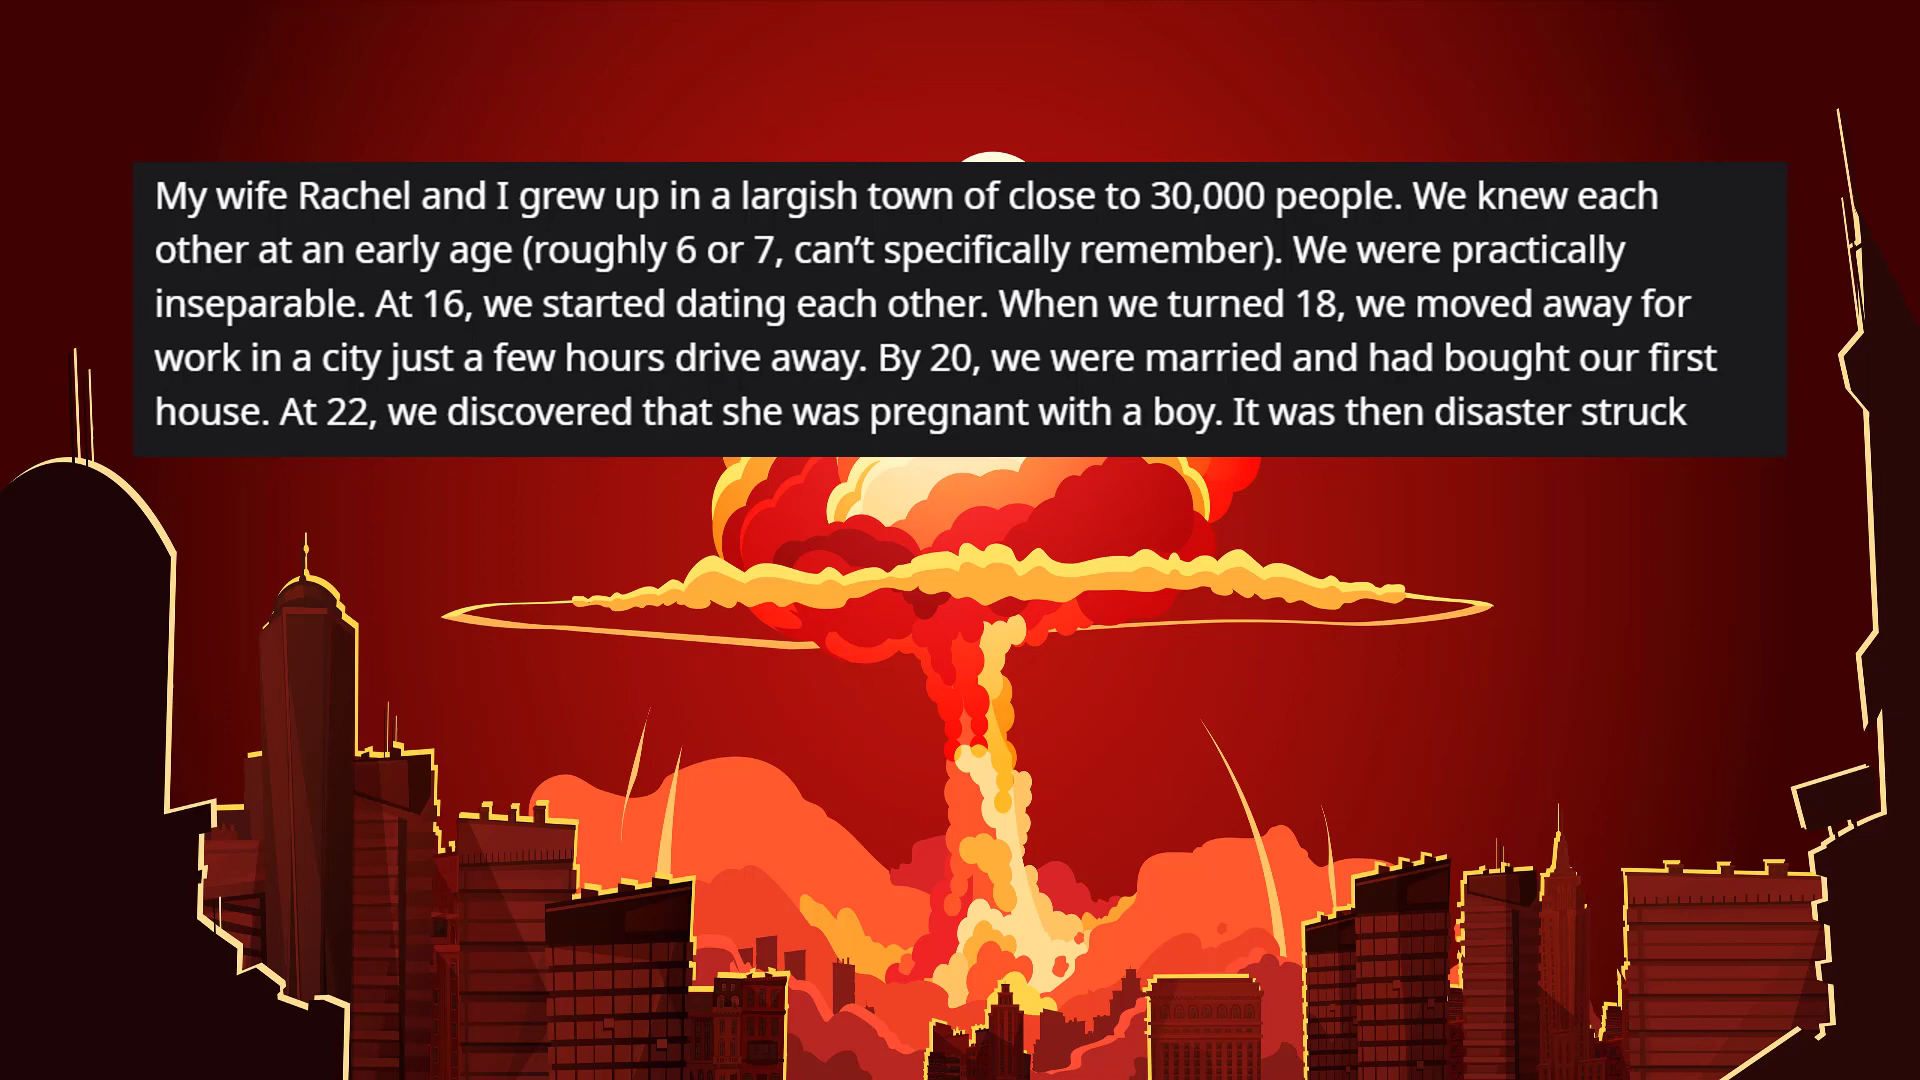 My wife Rachel and I grew up in a largish town of close to 30,000 people. We knew each
other at an early age (roughly 6 or 7, can’t specifically remember). We were practically
inseparable. At 16, we started dating each other. When we turned 18, we moved away for
work in a city just a few hours drive away. By 20, we were married and had bought our first
house. At 22, we discovered that she was pregnant with a boy. It was then disaster struck